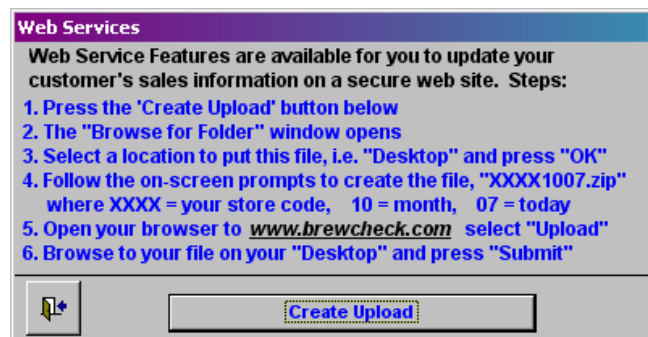 Web Services
Web Service Features are available for you to update your
customer's sales information on a secure web site.  Steps:
1. Press the 'Create Upload' button below
2. The "Browse for Folder" window opens
3. Select a location to put this file, i.e. "Desktop" and press "OK"
4. Follow the on-screen prompts to create the file, "XXXX1007.zip"
where XXXX = your store code,   10 = month,   07 = today
5. Open your browser to  www.brewcheck.com  select "Upload"
6. Browse to your file on your "Desktop" and press "Submit"
Create Upload